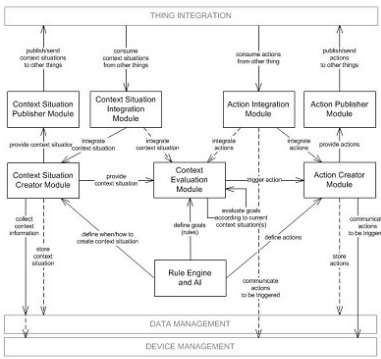 THING INTEGRATION
publish/send
context situations
to other things
consume
context situations
from other things
consume actions
from other thing
publish/send
actions
to other things
Context Situation
Publisher Module
Context Situation
Integration
Module
Action Integration
Module
Action Publisher
Module
provide context situation
integrate
context situation
integrate
context situation
integrate
actions
integrate
actions
provide actions
Context Situation
Creator Module
provide
context situation
Context
Evaluation
Module
trigger action
Action Creator
Module
collect
context
information
store
context
situation
define when/how to
create context situation
define goals
(rules)
evaluate goals
according to current
context situation(s)
define actions
communicate
actions
to be triggered
store
actions
Rule Engine
and AI
communicate
actions
to be triggered
DATA MANAGEMENT
DEVICE MANAGEMENT